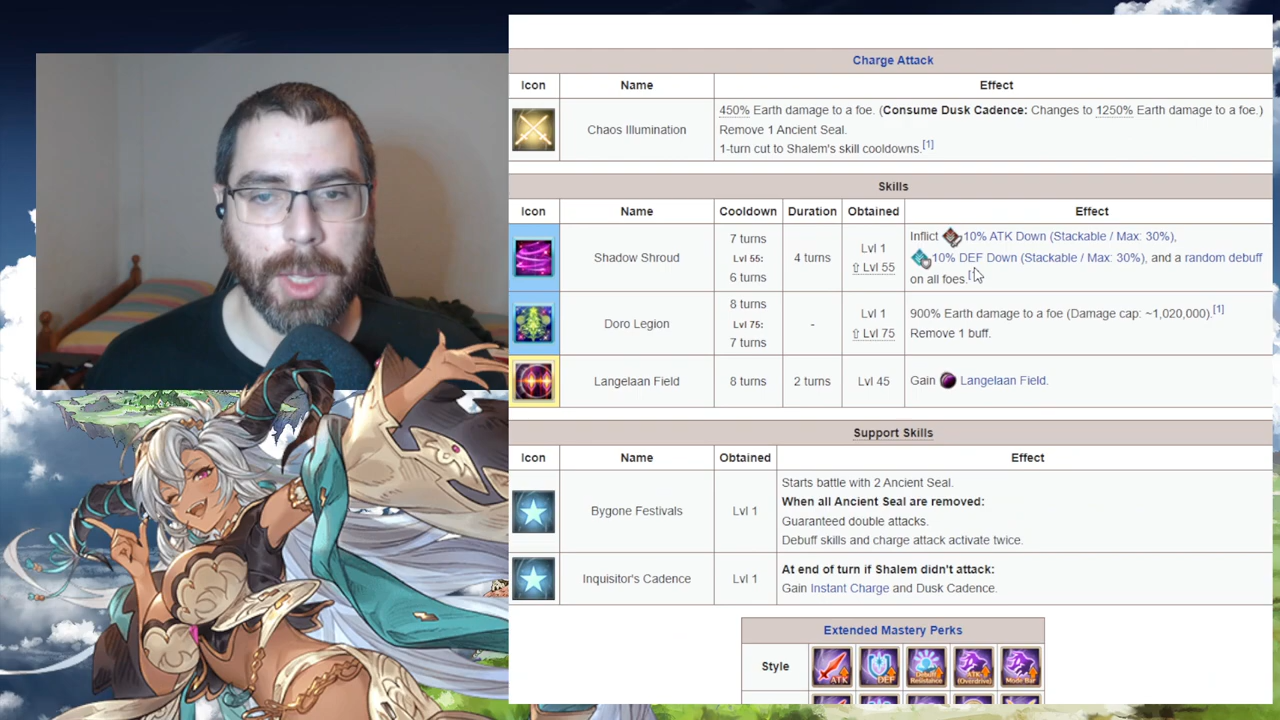 Charge Attack
Icon Name Effect
450% Earth damage to a foe. (Consume Dusk Cadence: Changes to 1250% Earth damage to a foe.)
Chaos Illumination Remove 1 Ancient Seal.
1-turn cut to Shalem's skill cooldowns.[1]
Skills
Icon Name Cooldown Duration Obtained Effect
Shadow Shroud
7 turns
Lvl 55:
6 turns
4 turns
Lvl 1
⇧ Lvl 55
Inflict 10% ATK Down (Stackable / Max: 30%),
10% DEF Down (Stackable / Max: 30%), and a random debuff
on all foes.
Doro Legion
8 turns
Lvl 75:
7 turns
-
Lvl 1
⇧ Lvl 75
900% Earth damage to a foe (Damage cap: ~1,020,000).[1]
Remove 1 buff.
Langelaan Field 8 turns 2 turns Lvl 45 Gain Langelaan Field.
Support Skills
Icon Name Obtained Effect
Bygone Festivals Lvl 1
Starts battle with 2 Ancient Seal.
When all Ancient Seal are removed:
Guaranteed double attacks.
Debuff skills and charge attack activate twice.
Inquisitor's Cadence Lvl 1
At end of turn if Shalem didn't attack:
Gain Instant Charge and Dusk Cadence.
Extended Mastery Perks
Style
ATK DEF Debuff Resistance ATK (Overdrive) Mode Bar